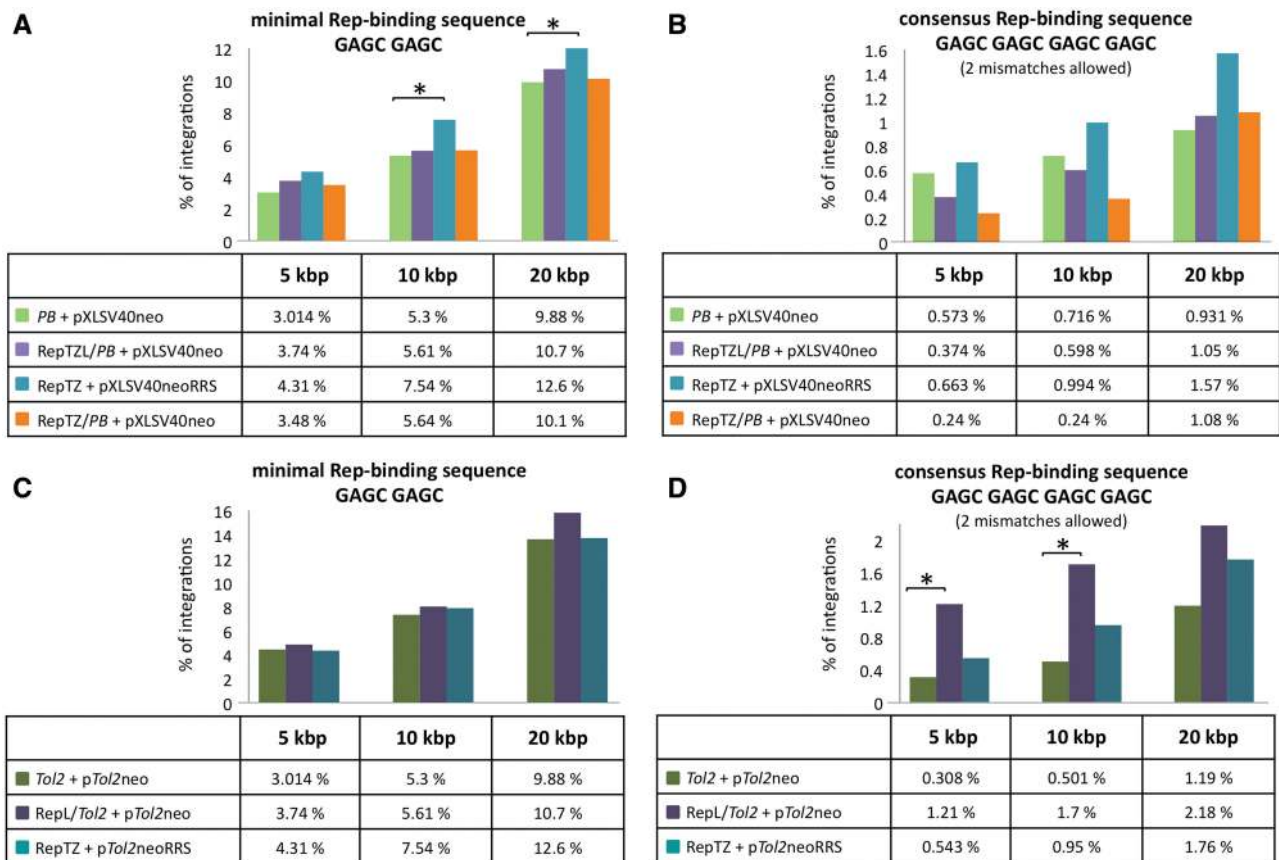 A
minimal Rep-binding sequence
GAGC GAGC
% of integrations
12
10
8
6
4
2
0
*
*
5 kbp 10 kbp 20 kbp
PB + pXLSV40neo 3.014 % 5.3 % 9.88 %
RepTZL/PB + pXLSV40neo 3.74 % 5.61 % 10.7 %
RepTZ + pXLSV40neoRRS 4.31 % 7.54 % 12.6 %
RepTZ/PB + pXLSV40neo 3.48 % 5.64 % 10.1 %
B
consensus Rep-binding sequence
GAGC GAGC GAGC GAGC
(2 mismatches allowed)
% of integrations
1.6
1.4
1.2
1
0.8
0.6
0.4
0.2
0
5 kbp 10 kbp 20 kbp
PB + pXLSV40neo 0.573 % 0.716 % 0.931 %
RepTZL/PB + pXLSV40neo 0.374 % 0.598 % 1.05 %
RepTZ + pXLSV40neoRRS 0.663 % 0.994 % 1.57 %
RepTZ/PB + pXLSV40neo 0.24 % 0.24 % 1.08 %
C
minimal Rep-binding sequence
GAGC GAGC
% of integrations
16
14
12
10
8
6
4
2
0
5 kbp 10 kbp 20 kbp
Tol2 + pTol2neo 3.014 % 5.3 % 9.88 %
RepL/Tol2 + pTol2neo 3.74 % 5.61 % 10.7 %
RepTZ + pTol2neoRRS 4.31 % 7.54 % 12.6 %
D
consensus Rep-binding sequence
GAGC GAGC GAGC GAGC
(2 mismatches allowed)
% of integrations
2
1.6
1.2
0.8
0.4
0
*
*
5 kbp 10 kbp 20 kbp
Tol2 + pTol2neo 0.308 % 0.501 % 1.19 %
RepL/Tol2 + pTol2neo 1.21 % 1.7 % 2.18 %
RepTZ + pTol2neoRRS 0.543 % 0.95 % 1.76 %